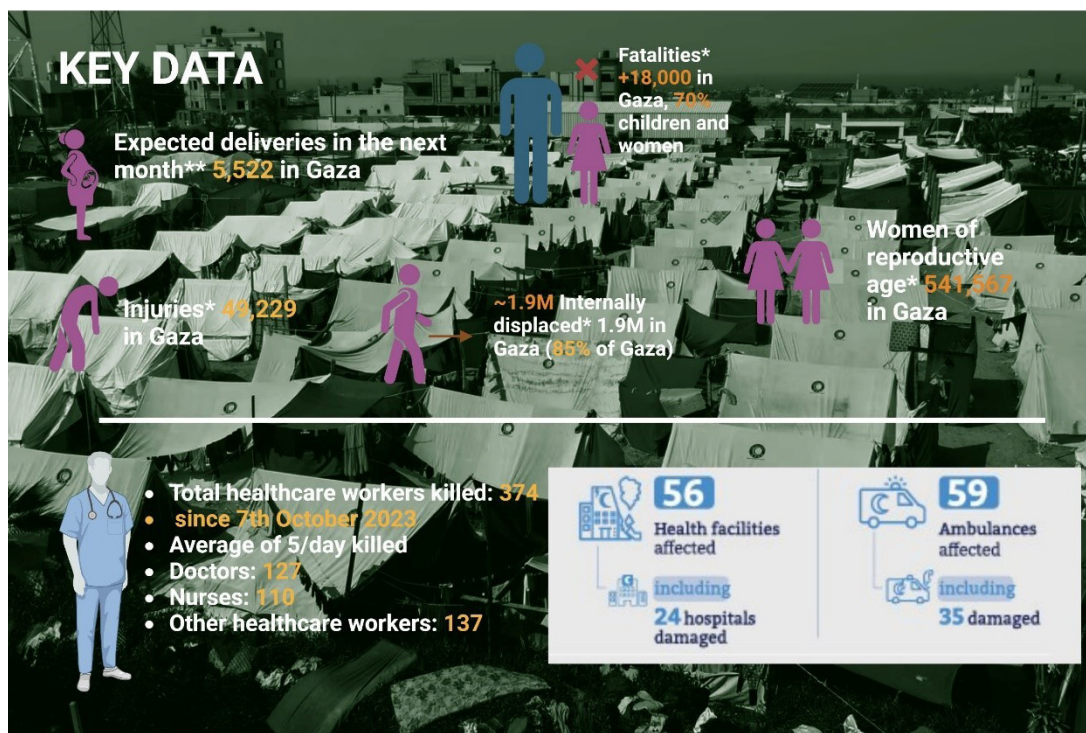 KEY DATA
Expected deliveries in the next
month** 5,522 in Gaza
Fatalities*
+18,000 in
Gaza, 70%
children and
women
Injuries* 49,229
in Gaza
~1.9M Internally
displaced* 1.9M in
Gaza (85% of Gaza)
Women of
reproductive
age* 541,567
in Gaza
• Total healthcare workers killed: 374
• since 7th October 2023
• Average of 5/day killed
• Doctors: 127
• Nurses: 110
• Other healthcare workers: 137
56
Health facilities
affected
including
24 hospitals
damaged
59
Ambulances
affected
including
35 damaged